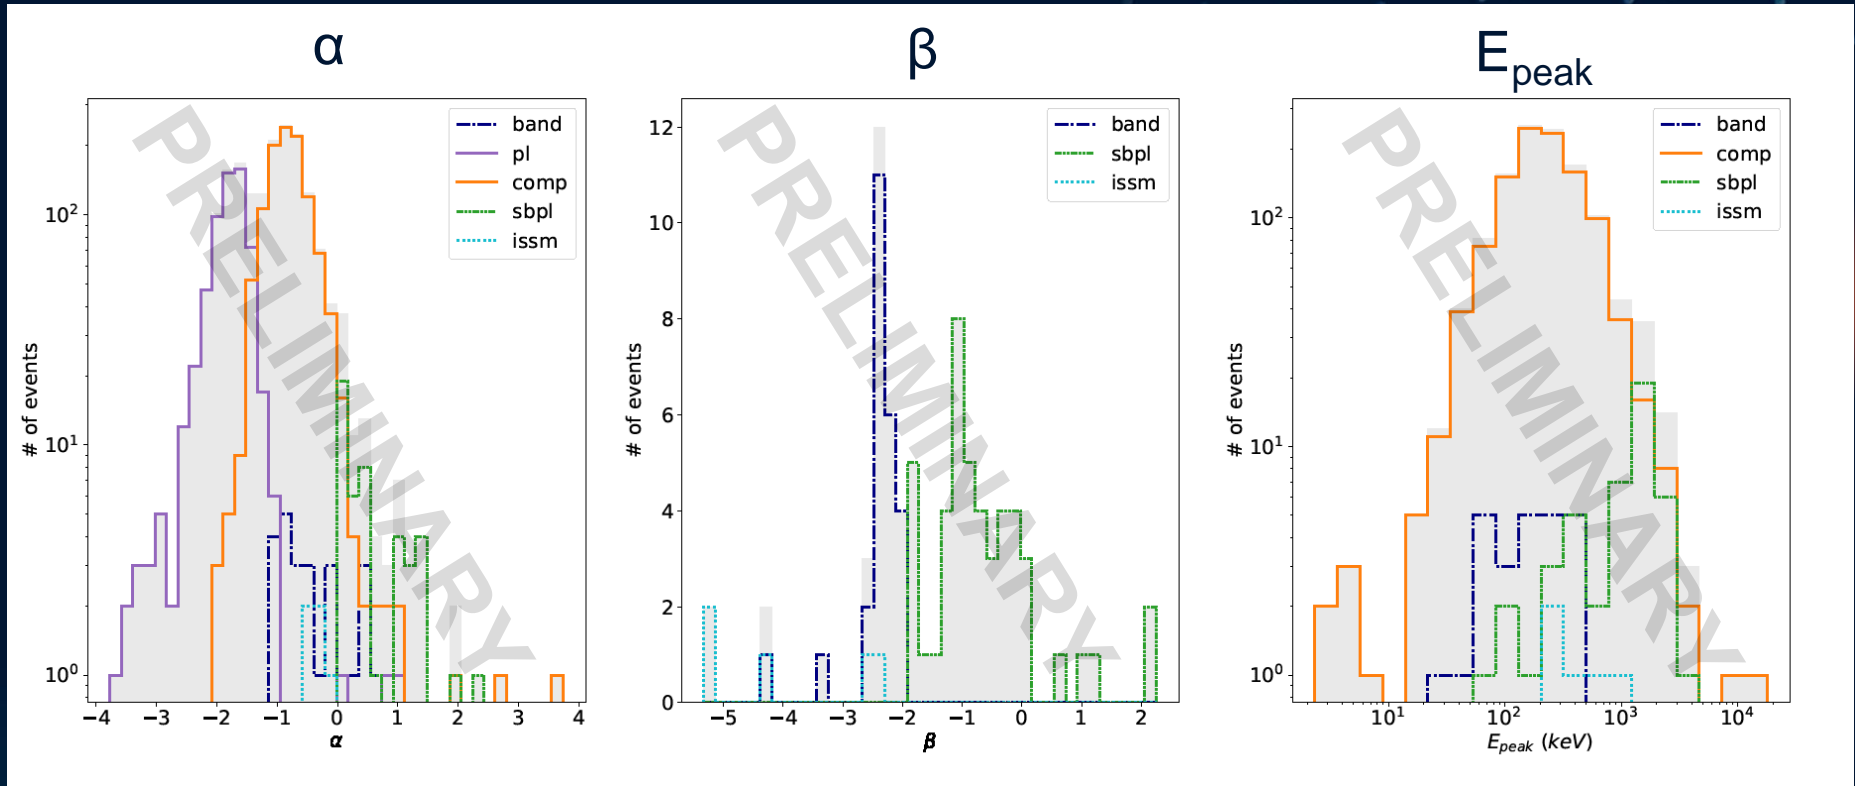 α
β
E_peak
PRELIMINARY
band
pl
comp
sbpl
issm
# of events
10²
10¹
10⁰
−4 −3 −2 −1 0 1 2 3 4
α
PRELIMINARY
band
sbpl
issm
# of events
12
10
8
6
4
2
0
−5 −4 −3 −2 −1 0 1 2
β
PRELIMINARY
band
comp
sbpl
issm
# of events
10²
10¹
10⁰
10¹ 10² 10³ 10⁴
E_peak (keV)